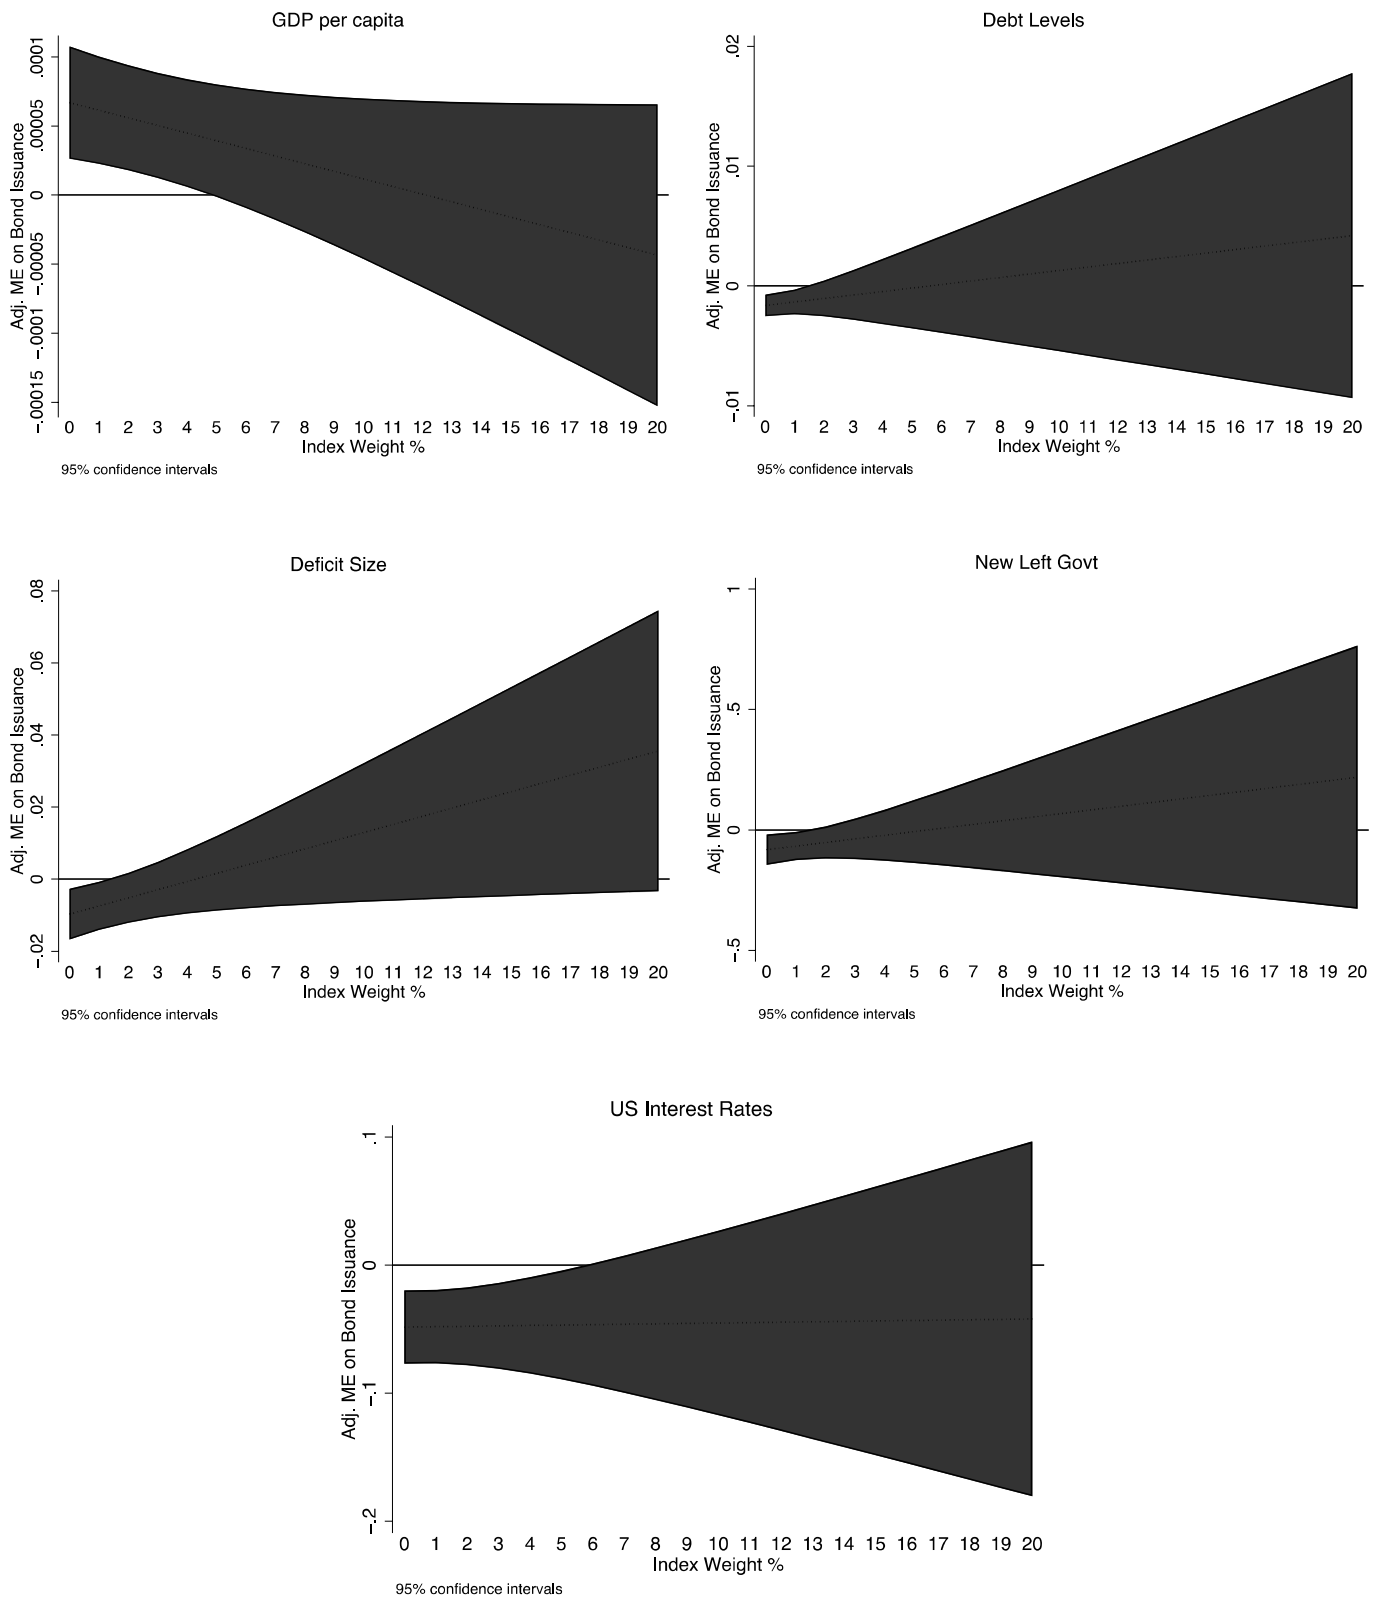 GDP per capita
Adj. ME on Bond Issuance
.0001
.00005
0
-.00005
-.0001
-.00015
0 1 2 3 4 5 6 7 8 9 10 11 12 13 14 15 16 17 18 19 20
Index Weight %
95% confidence intervals
Debt Levels
Adj. ME on Bond Issuance
.02
.01
0
-.01
0 1 2 3 4 5 6 7 8 9 10 11 12 13 14 15 16 17 18 19 20
Index Weight %
95% confidence intervals
Deficit Size
Adj. ME on Bond Issuance
.08
.06
.04
.02
0
-.02
0 1 2 3 4 5 6 7 8 9 10 11 12 13 14 15 16 17 18 19 20
Index Weight %
95% confidence intervals
New Left Govt
Adj. ME on Bond Issuance
1
.5
0
-.5
0 1 2 3 4 5 6 7 8 9 10 11 12 13 14 15 16 17 18 19 20
Index Weight %
95% confidence intervals
US Interest Rates
Adj. ME on Bond Issuance
.1
0
-.1
-.2
0 1 2 3 4 5 6 7 8 9 10 11 12 13 14 15 16 17 18 19 20
Index Weight %
95% confidence intervals